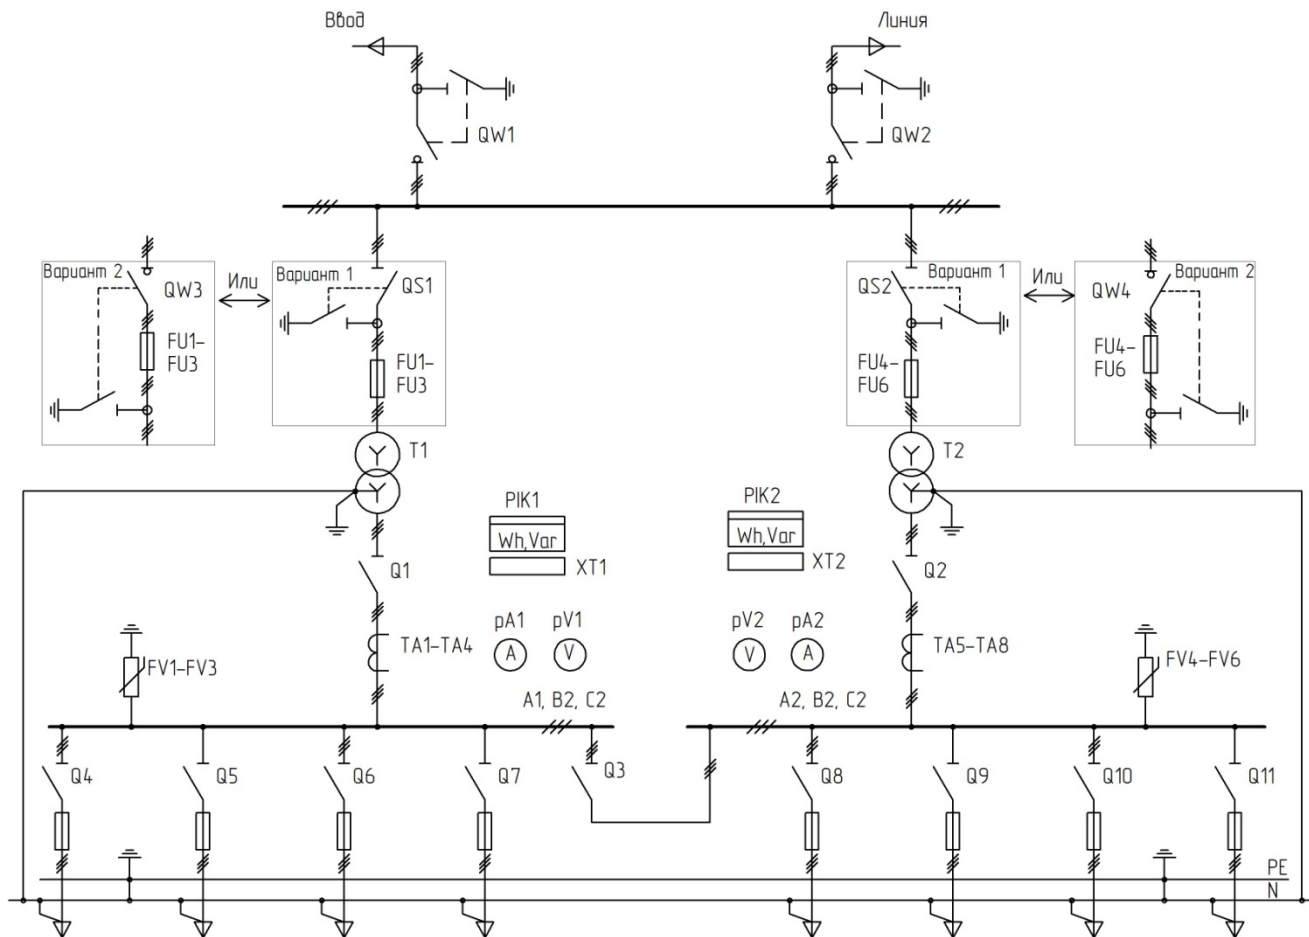 Ввод
Линия
QW1
QW2
Вариант 2
QW3
FU1-
FU3
Или
Вариант 1
QS1
FU1-
FU3
Вариант 1
QS2
FU4-
FU6
Или
Вариант 2
QW4
FU4-
FU6
T1
T2
PIK1
Wh,Var
XT1
PIK2
Wh,Var
XT2
Q1
Q2
pA1
A
pV1
V
pV2
V
pA2
A
TA1-TA4
TA5-TA8
FV1-FV3
FV4-FV6
A1, B2, C2
A2, B2, C2
Q4
Q5
Q6
Q7
Q3
Q8
Q9
Q10
Q11
PE
N